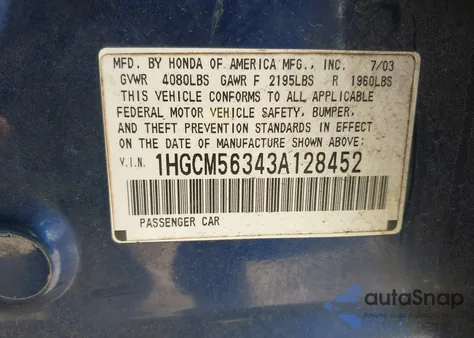 MFD. BY HONDA OF AMERICA MFG., INC. 7/03
GVWR 4080LBS GAWR F 2195LBS R 1960LBS
THIS VEHICLE CONFORMS TO ALL APPLICABLE
FEDERAL MOTOR VEHICLE SAFETY, BUMPER,
AND THEFT PREVENTION STANDARDS IN EFFECT
ON THE DATE OF MANUFACTURE SHOWN ABOVE.
V.I.N. 1HGCM56343A128452
PASSENGER CAR
autoSnap